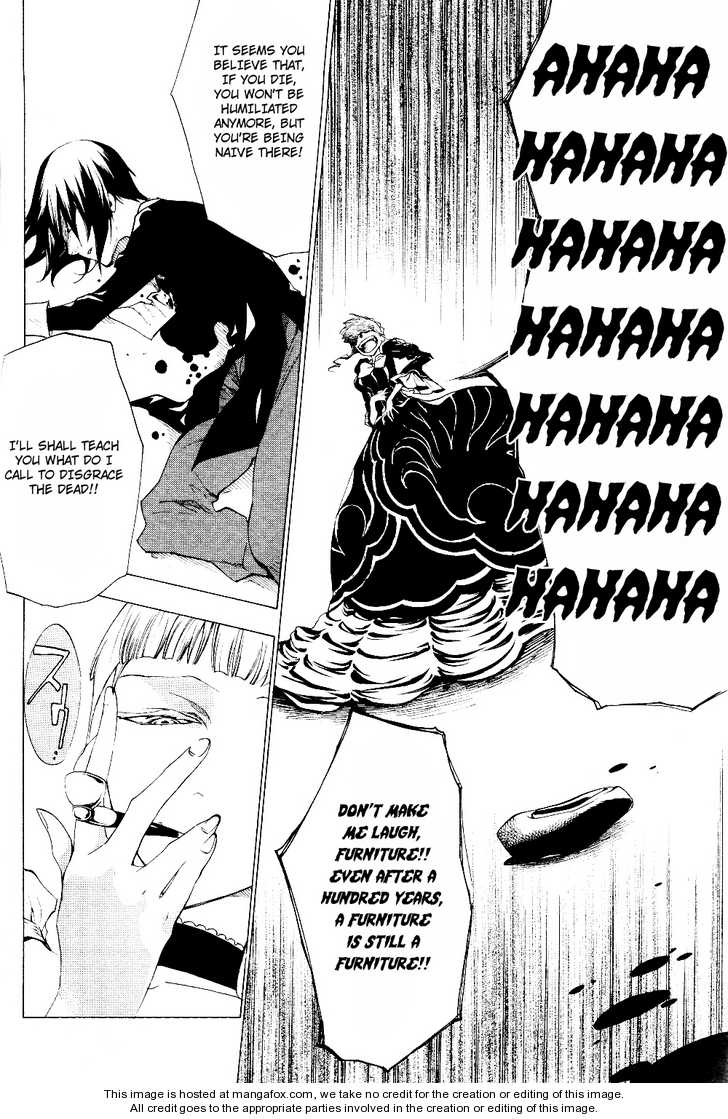 AHAHA
HAHAHA
HAHAHA
HAHAHA
HAHAHA
HAHAHA
HAHAHA
DON'T MAKE
ME LAUGH,
FURNITURE!!
EVEN AFTER A
HUNDRED YEARS,
A FURNITURE
IS STILL A
FURNITURE!!
IT SEEMS YOU
BELIEVE THAT,
IF YOU DIE,
YOU WON'T BE
HUMILIATED
ANYMORE, BUT
YOU'RE BEING
NAIVE THERE!
I'LL SHALL TEACH
YOU WHAT DO I
CALL TO DISGRACE
THE DEAD!!
This image is hosted at mangafox.com, we take no credit for the creation or editing of this image.
All credit goes to the appropriate parties involved in the creation or editing of this image.